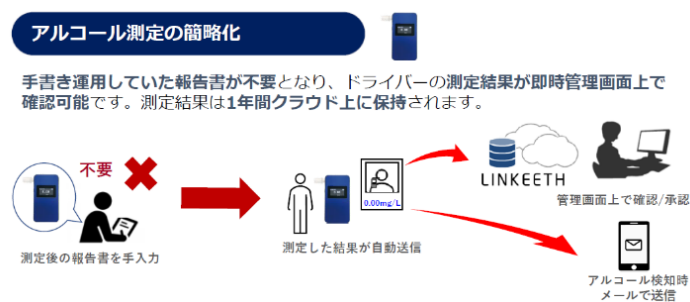 アルコール測定の簡略化
手書き運用していた報告書が不要となり、ドライバーの測定結果が即時管理画面上で
確認可能です。測定結果は1年間クラウド上に保持されます。
不要
測定後の報告書を手入力
0.00mg/L
測定した結果が自動送信
LINKEETH
管理画面上で確認/承認
アルコール検知時
メールで送信